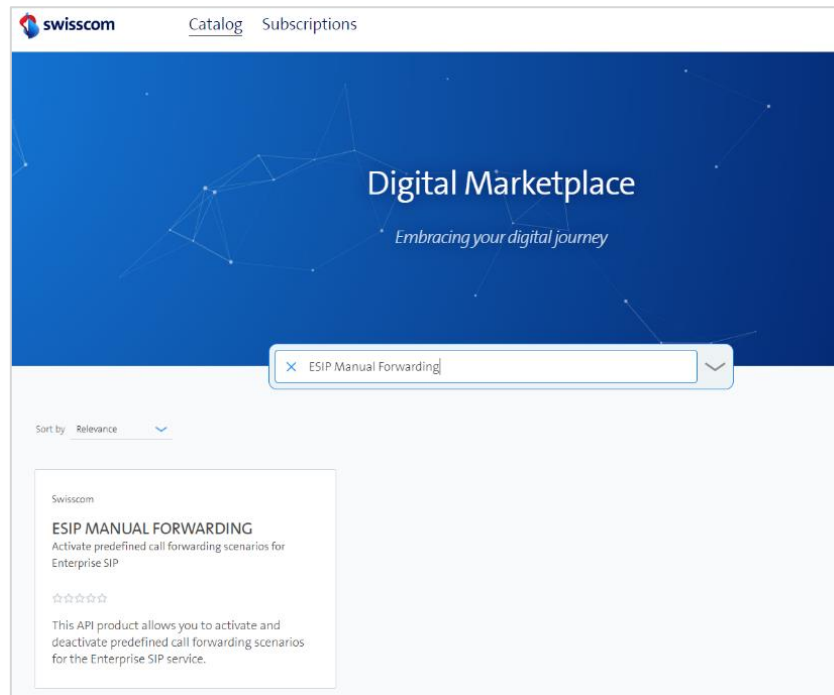 swisscom Catalog Subscriptions
Digital Marketplace
Embracing your digital journey
ESIP Manual Forwarding
Sort by Relevance
Swisscom
ESIP MANUAL FORWARDING
Activate predefined call forwarding scenarios for
Enterprise SIP
This API product allows you to activate and
deactivate predefined call forwarding scenarios
for the Enterprise SIP service.